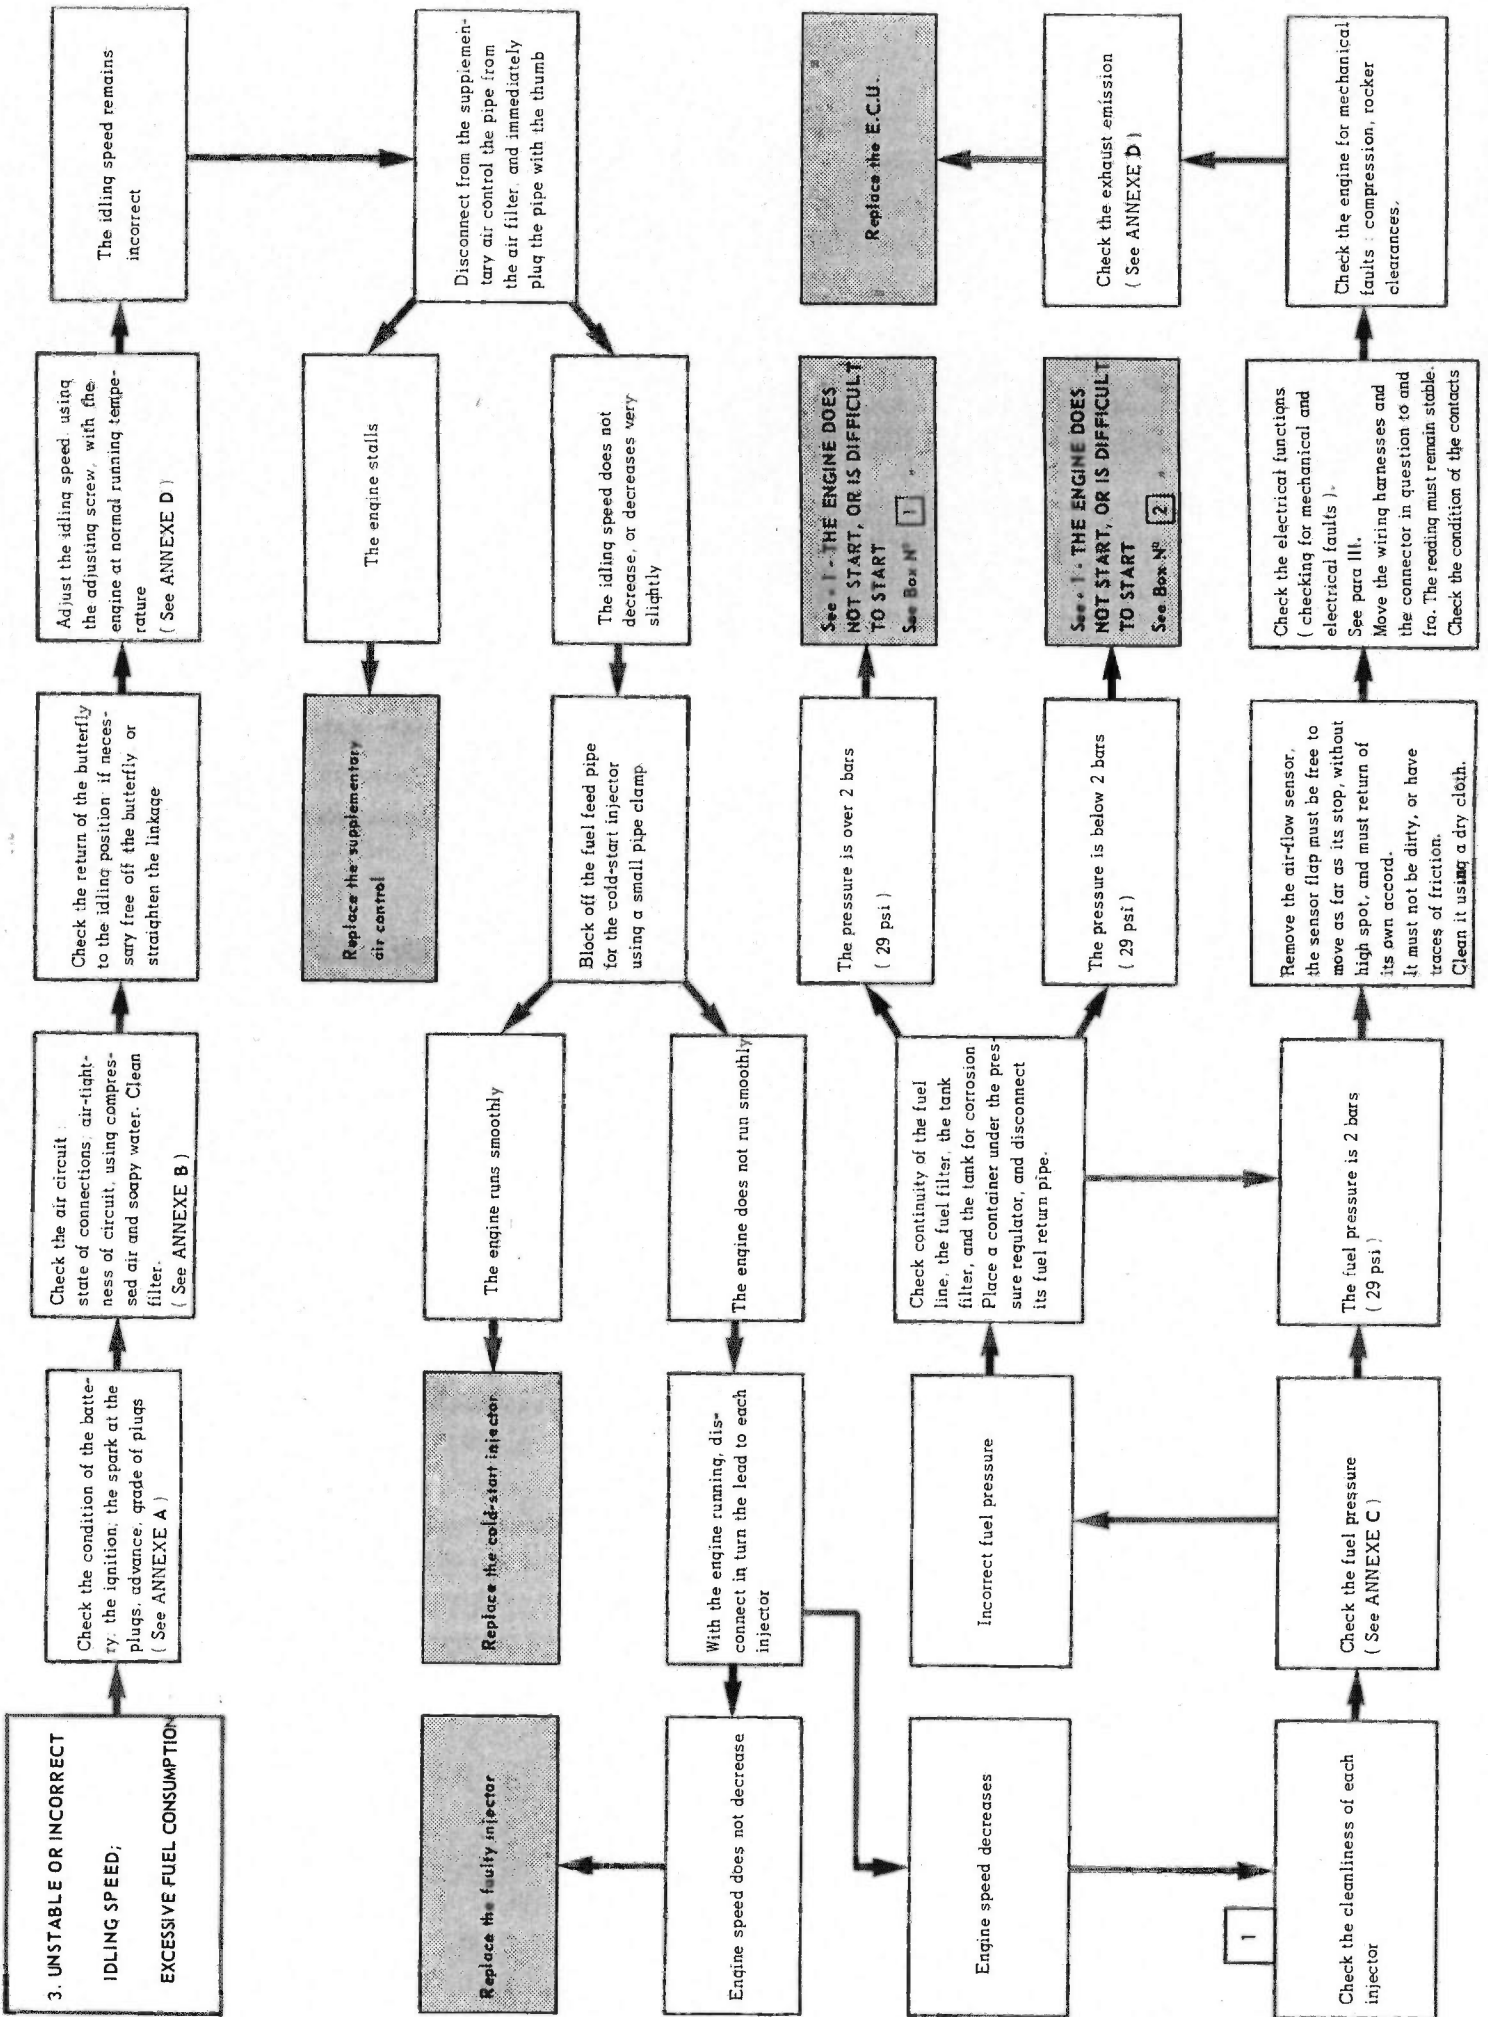 3. UNSTABLE OR INCORRECT
IDLING SPEED;
EXCESSIVE FUEL CONSUMPTION
Check the condition of the batte-
ry, the ignition; the spark at the
plugs, advance, grade of plugs
( See ANNEXE A )
Check the air circuit :
state of connections; air-tight-
ness of circuit, using compres-
sed air and soapy water. Clean
filter.
( See ANNEXE B )
Check the return of the butterfly
to the idling position : if neces-
sary free off the butterfly or
straighten the linkage
Adjust the idling speed, using
the adjusting screw, with the
engine at normal running tempe-
rature
( See ANNEXE D )
The idling speed remains
incorrect
Disconnect from the supplemen-
tary air control the pipe from
the air filter, and immediately
plug the pipe with the thumb
The engine stalls
Replace the supplementary
air control
The idling speed does not
decrease, or decreases very
slightly
Block off the fuel feed pipe
for the cold-start injector
using a small pipe clamp.
The engine runs smoothly
Replace the cold-start injector
The engine does not run smoothly
With the engine running, dis-
connect in turn the lead to each
injector
Engine speed does not decrease
Replace the faulty injector
Engine speed decreases
1
Check the cleanliness of each
injector
Check the fuel pressure
( See ANNEXE C )
Incorrect fuel pressure
Check continuity of the fuel
line, the fuel filter, the tank
filter, and the tank for corrosion
Place a container under the pres-
sure regulator, and disconnect
its fuel return pipe.
The pressure is over 2 bars
( 29 psi )
See « 1 - THE ENGINE DOES
NOT START, OR IS DIFFICULT
TO START
See Box Nº 1 »
The pressure is below 2 bars
( 29 psi )
See « 1 - THE ENGINE DOES
NOT START, OR IS DIFFICULT
TO START
See Box Nº 2 »
The fuel pressure is 2 bars
( 29 psi )
Remove the air-flow sensor,
the sensor flap must be free to
move as far as its stop, without
high spot, and must return of
its own accord.
It must not be dirty, or have
traces of friction.
Clean it using a dry cloth.
Check the electrical functions
( checking for mechanical and
electrical faults ).
See para III.
Move the wiring harnesses and
the connector in question to and
fro. The reading must remain stable.
Check the condition of the contacts
Check the engine for mechanical
faults : compression, rocker
clearances.
Check the exhaust emission
( See ANNEXE D )
Replace the E.C.U.